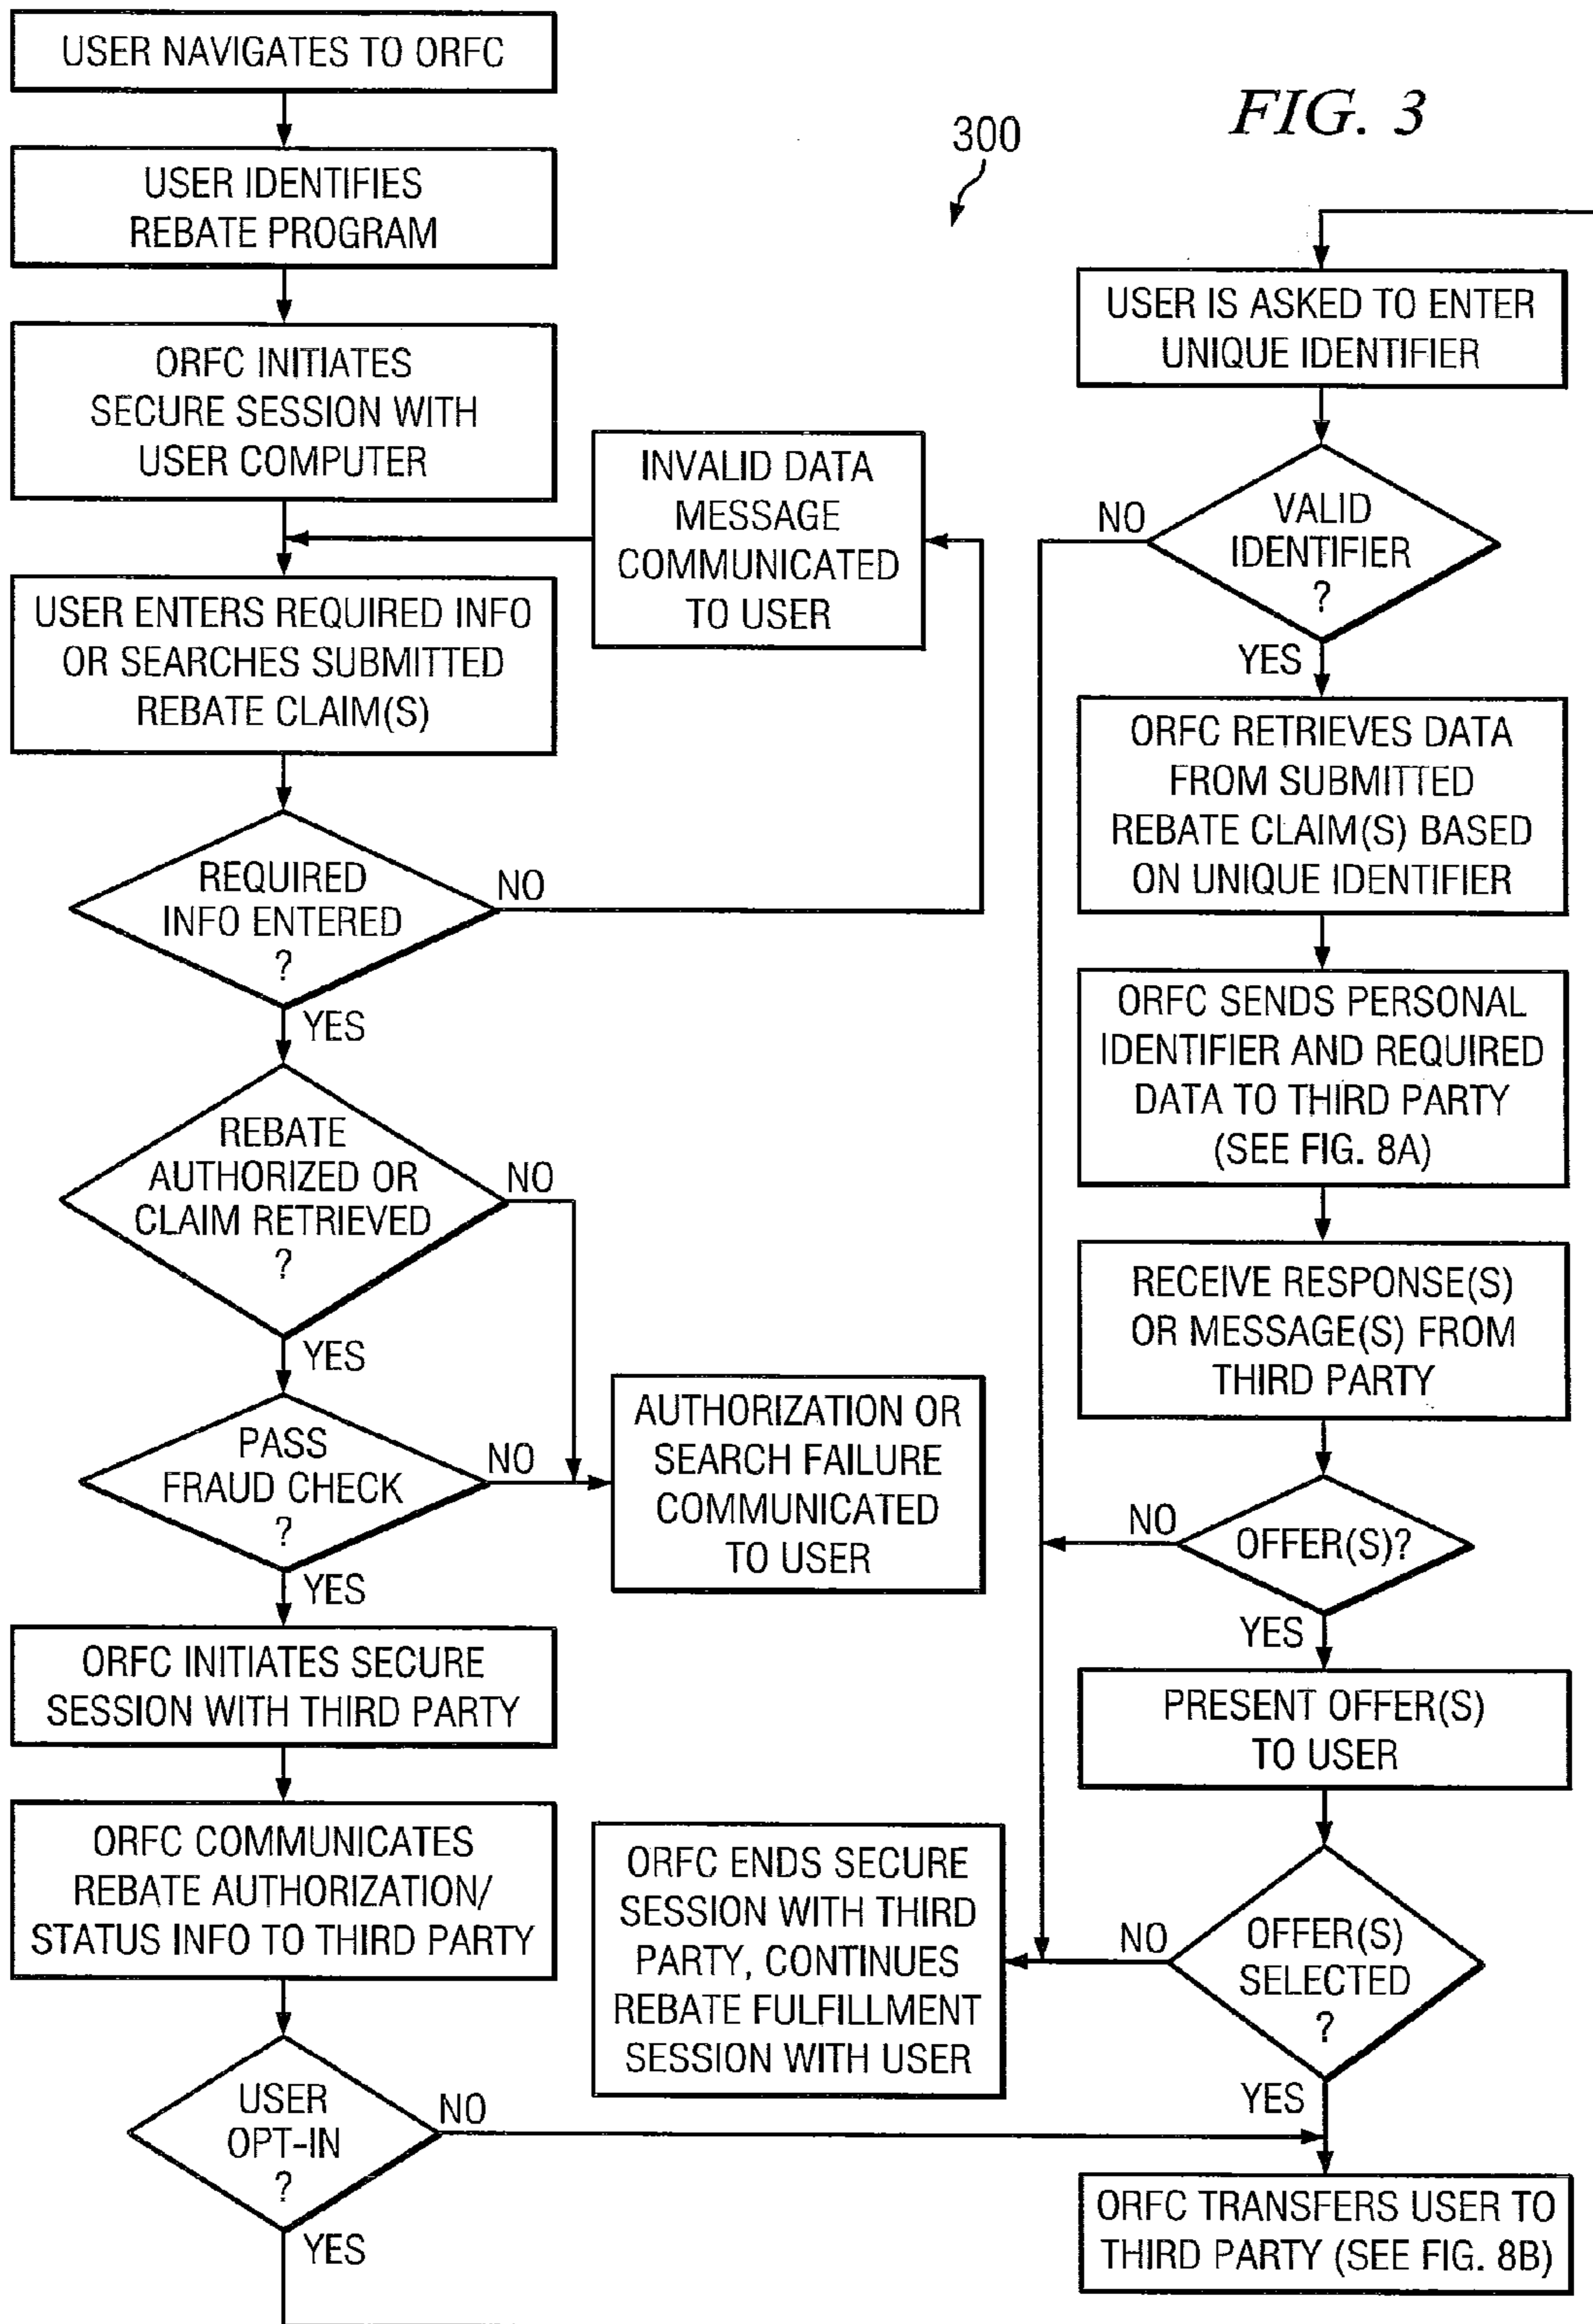 FIG. 3
300
USER NAVIGATES TO ORFC
USER IDENTIFIES
REBATE PROGRAM
ORFC INITIATES
SECURE SESSION WITH
USER COMPUTER
INVALID DATA
MESSAGE
COMMUNICATED
TO USER
USER ENTERS REQUIRED INFO
OR SEARCHES SUBMITTED
REBATE CLAIM(S)
REQUIRED
INFO ENTERED
?
NO
YES
REBATE
AUTHORIZED OR
CLAIM RETRIEVED
?
NO
YES
PASS
FRAUD CHECK
?
NO
YES
AUTHORIZATION OR
SEARCH FAILURE
COMMUNICATED
TO USER
ORFC INITIATES SECURE
SESSION WITH THIRD PARTY
ORFC COMMUNICATES
REBATE AUTHORIZATION/
STATUS INFO TO THIRD PARTY
USER
OPT-IN
?
NO
YES
USER IS ASKED TO ENTER
UNIQUE IDENTIFIER
VALID
IDENTIFIER
?
NO
YES
ORFC RETRIEVES DATA
FROM SUBMITTED
REBATE CLAIM(S) BASED
ON UNIQUE IDENTIFIER
ORFC SENDS PERSONAL
IDENTIFIER AND REQUIRED
DATA TO THIRD PARTY
(SEE FIG. 8A)
RECEIVE RESPONSE(S)
OR MESSAGE(S) FROM
THIRD PARTY
OFFER(S)?
NO
YES
PRESENT OFFER(S)
TO USER
OFFER(S)
SELECTED
?
NO
YES
ORFC ENDS SECURE
SESSION WITH THIRD
PARTY, CONTINUES
REBATE FULFILLMENT
SESSION WITH USER
ORFC TRANSFERS USER TO
THIRD PARTY (SEE FIG. 8B)